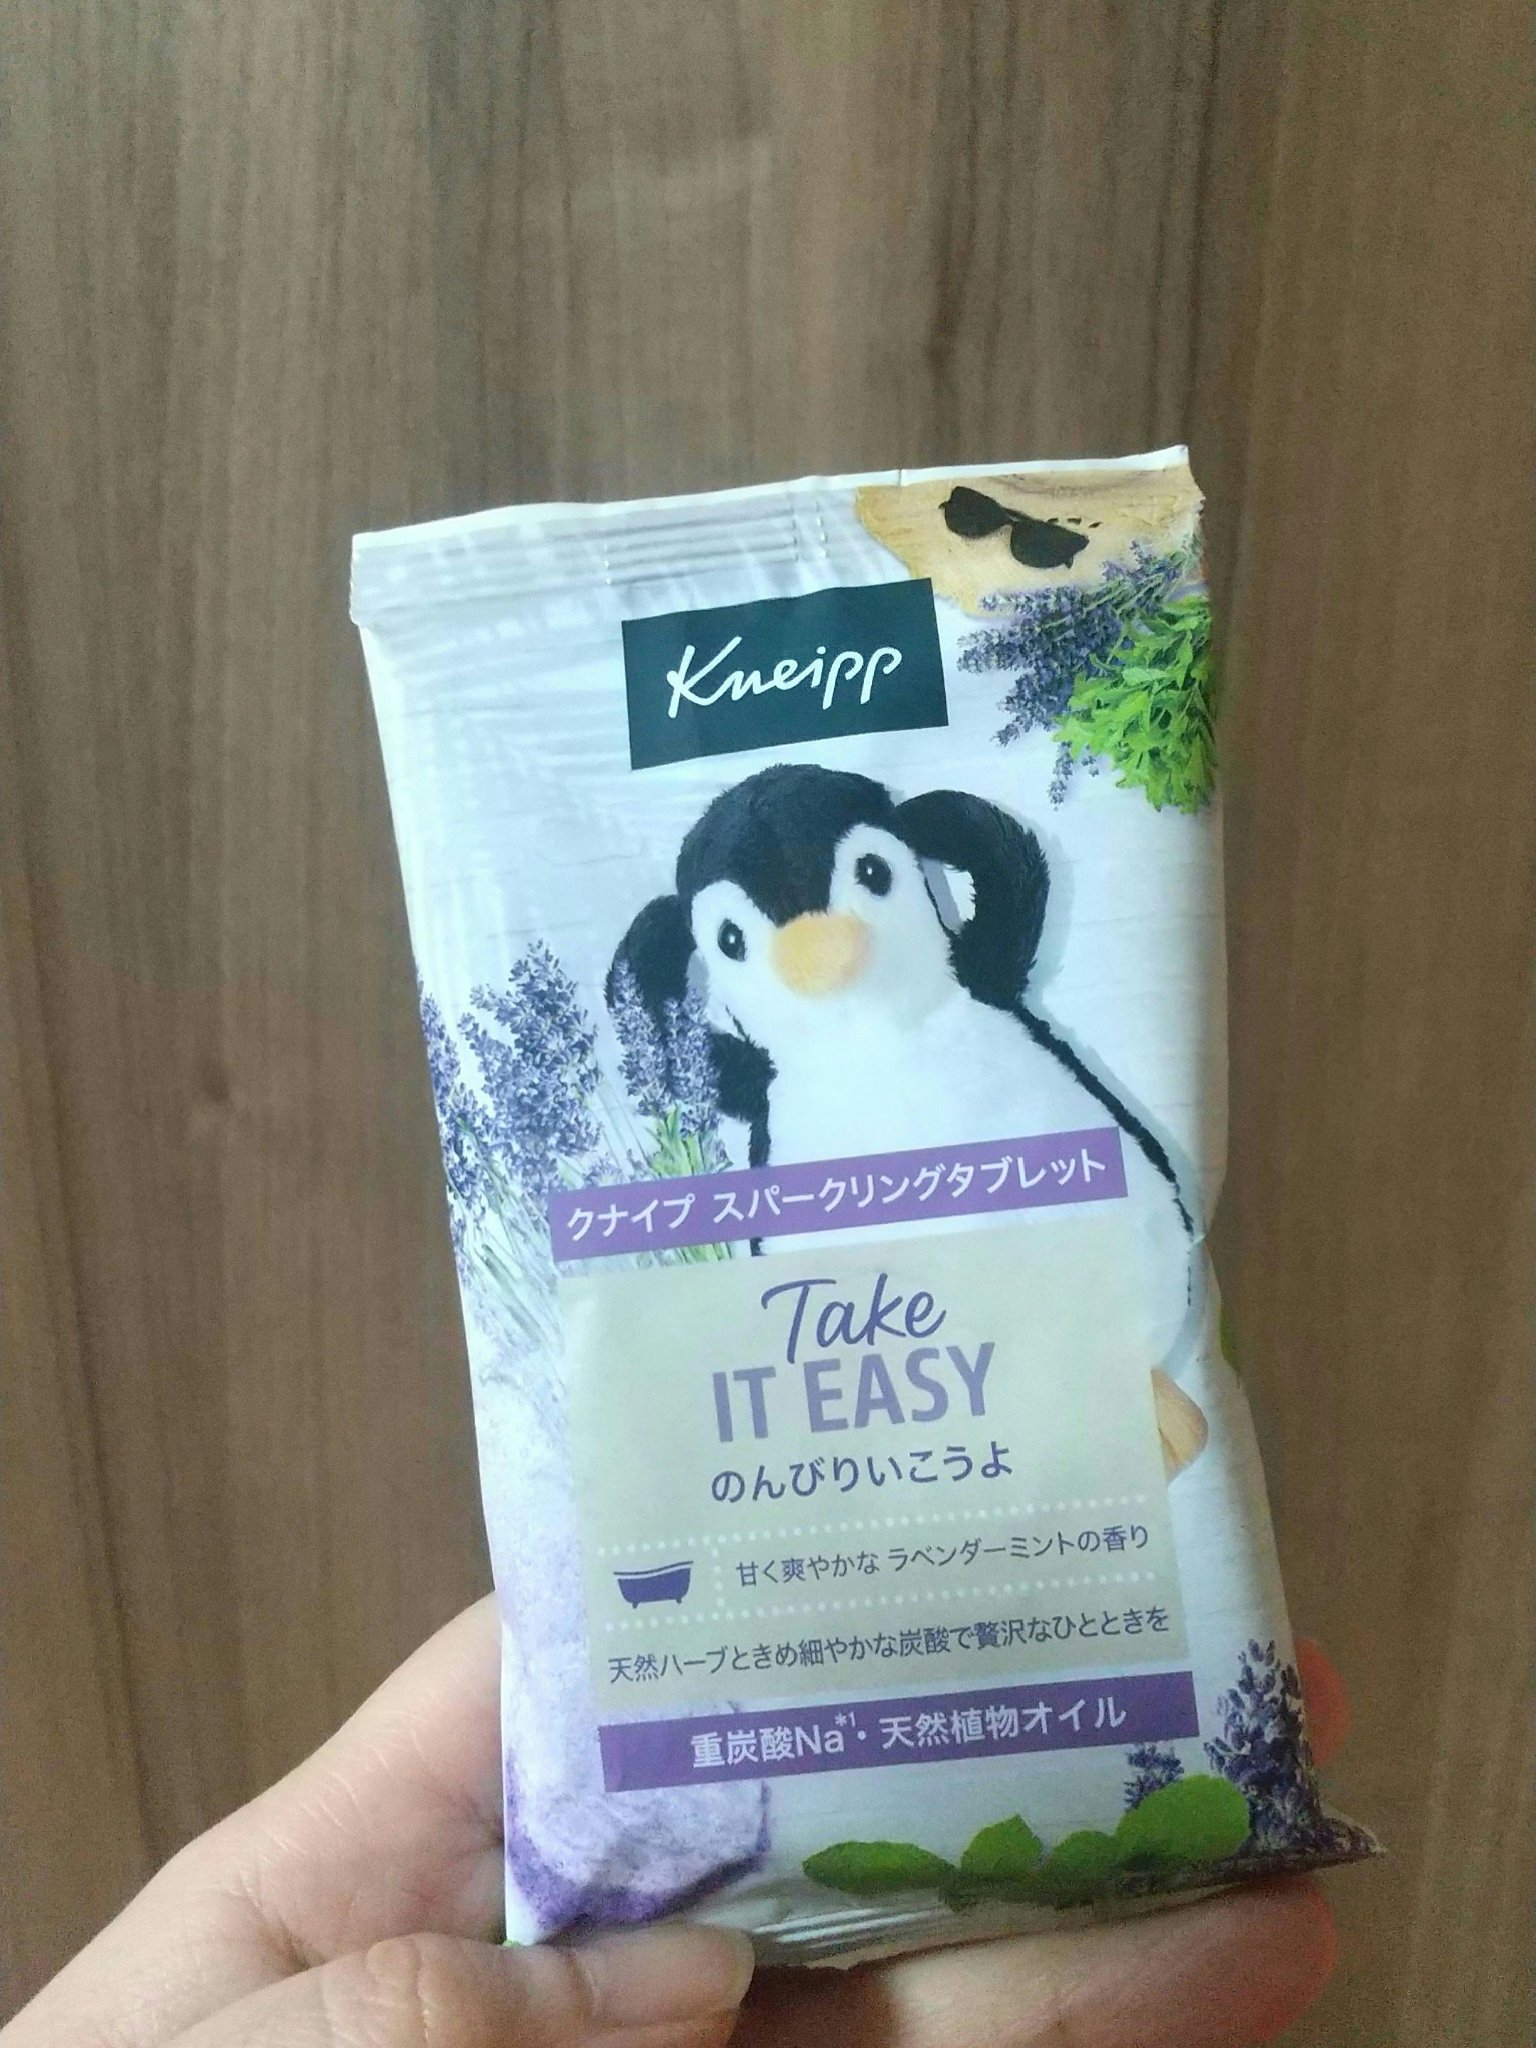 Kneipp
クナイプ スパークリングタブレット
Take
IT EASY
のんびりいこうよ
甘く爽やかな ラベンダーミントの香り
天然ハーブときめ細やかな炭酸で贅沢なひとときを
重炭酸Na*1・天然植物オイル